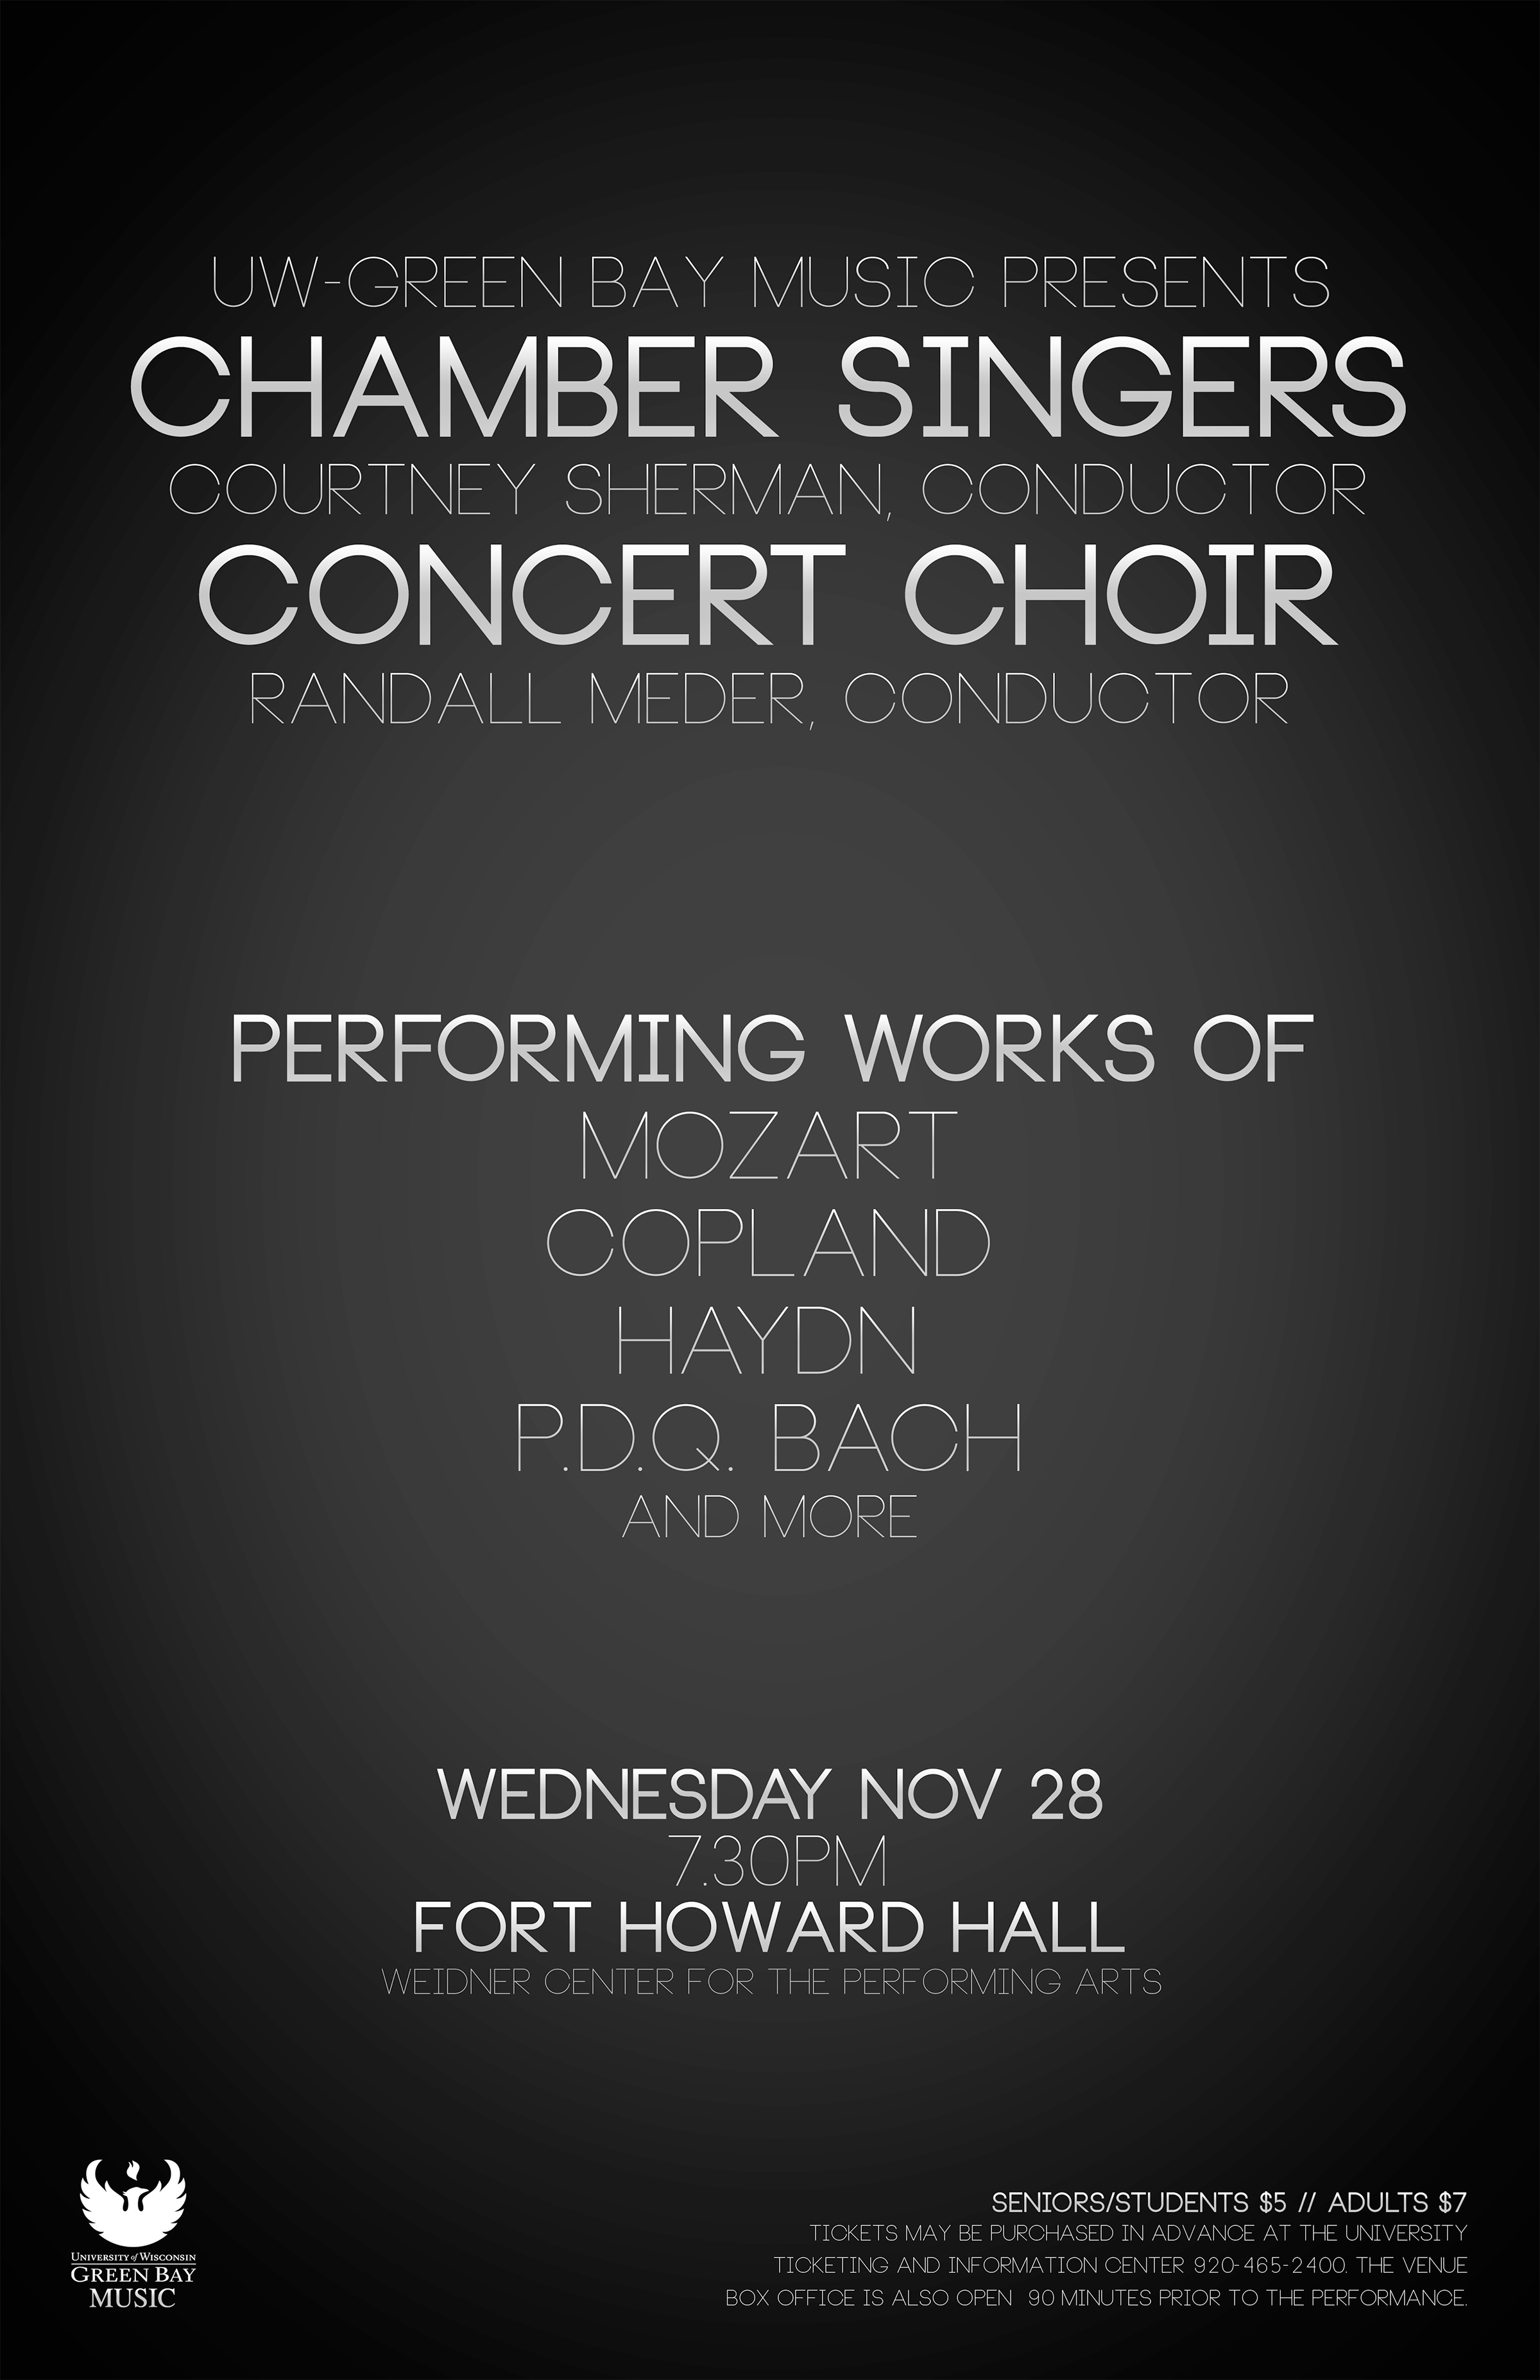 UW-GREEN BAY MUSIC PRESENTS
CHAMBER SINGERS
COURTNEY SHERMAN, CONDUCTOR
CONCERT CHOIR
RANDALL MEDER, CONDUCTOR
PERFORMING WORKS OF
MOZART
COPLAND
HAYDN
P.D.Q. BACH
AND MORE
WEDNESDAY NOV 28
7.30PM
FORT HOWARD HALL
WEIDNER CENTER FOR THE PERFORMING ARTS
UNIVERSITY of WISCONSIN
GREEN BAY
MUSIC
SENIORS/STUDENTS $5 // ADULTS $7
TICKETS MAY BE PURCHASED IN ADVANCE AT THE UNIVERSITY
TICKETING AND INFORMATION CENTER 920-465-2400. THE VENUE
BOX OFFICE IS ALSO OPEN 90 MINUTES PRIOR TO THE PERFORMANCE.